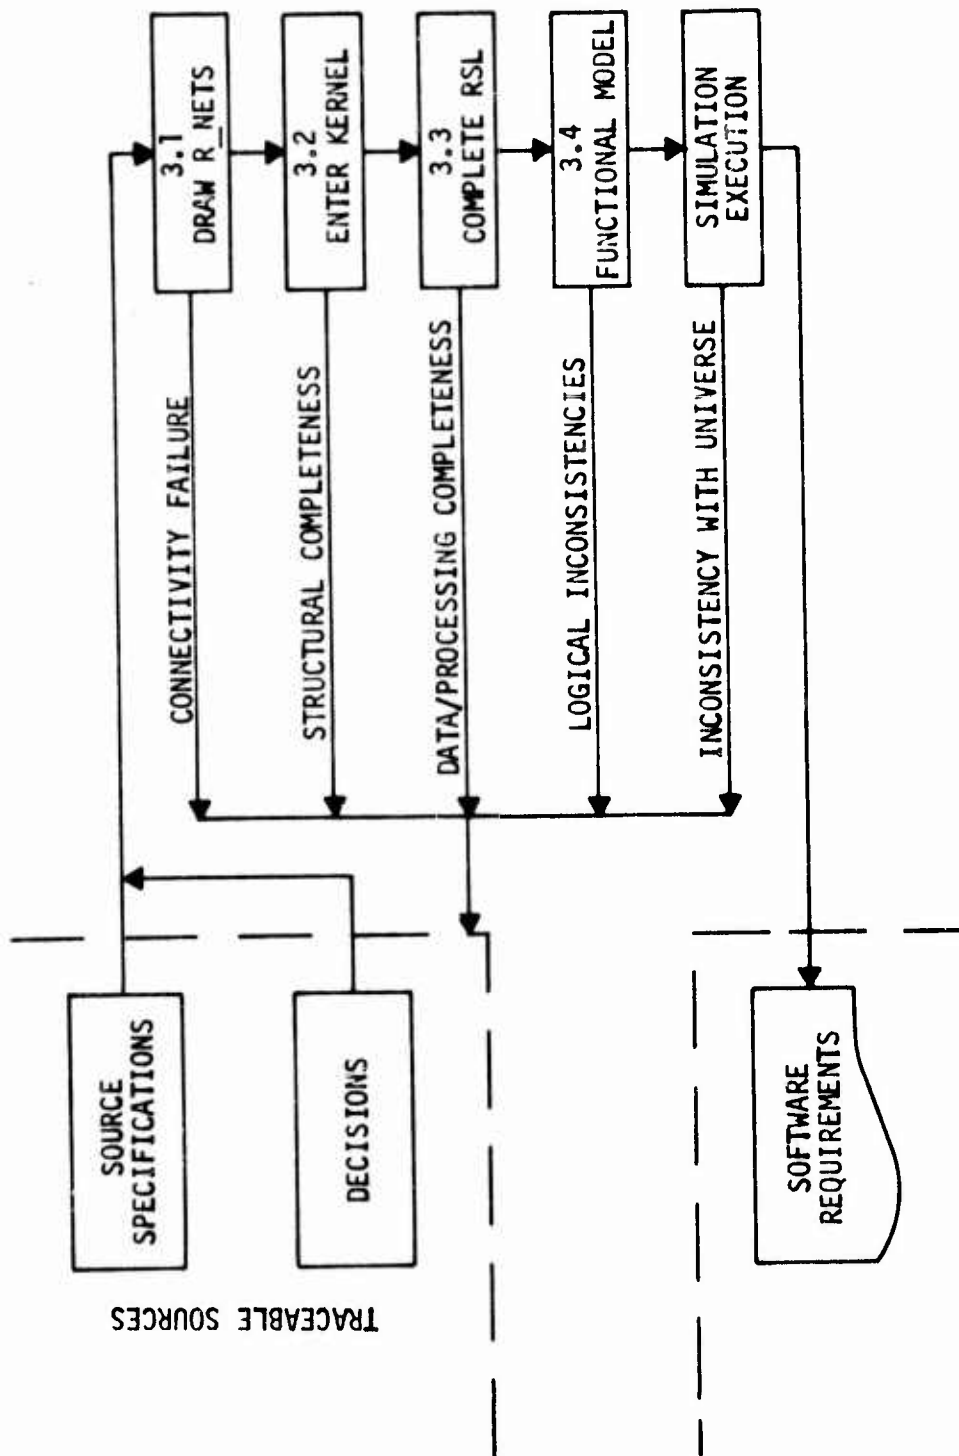 TRACEABLE SOURCES
SOURCE
SPECIFICATIONS
DECISIONS
3.1
DRAW R_NETS
3.2
ENTER KERNEL
3.3
COMPLETE RSL
3.4
FUNCTIONAL MODEL
SIMULATION
EXECUTION
CONNECTIVITY FAILURE
STRUCTURAL COMPLETENESS
DATA/PROCESSING COMPLETENESS
LOGICAL INCONSISTENCIES
INCONSISTENCY WITH UNIVERSE
SOFTWARE
REQUIREMENTS